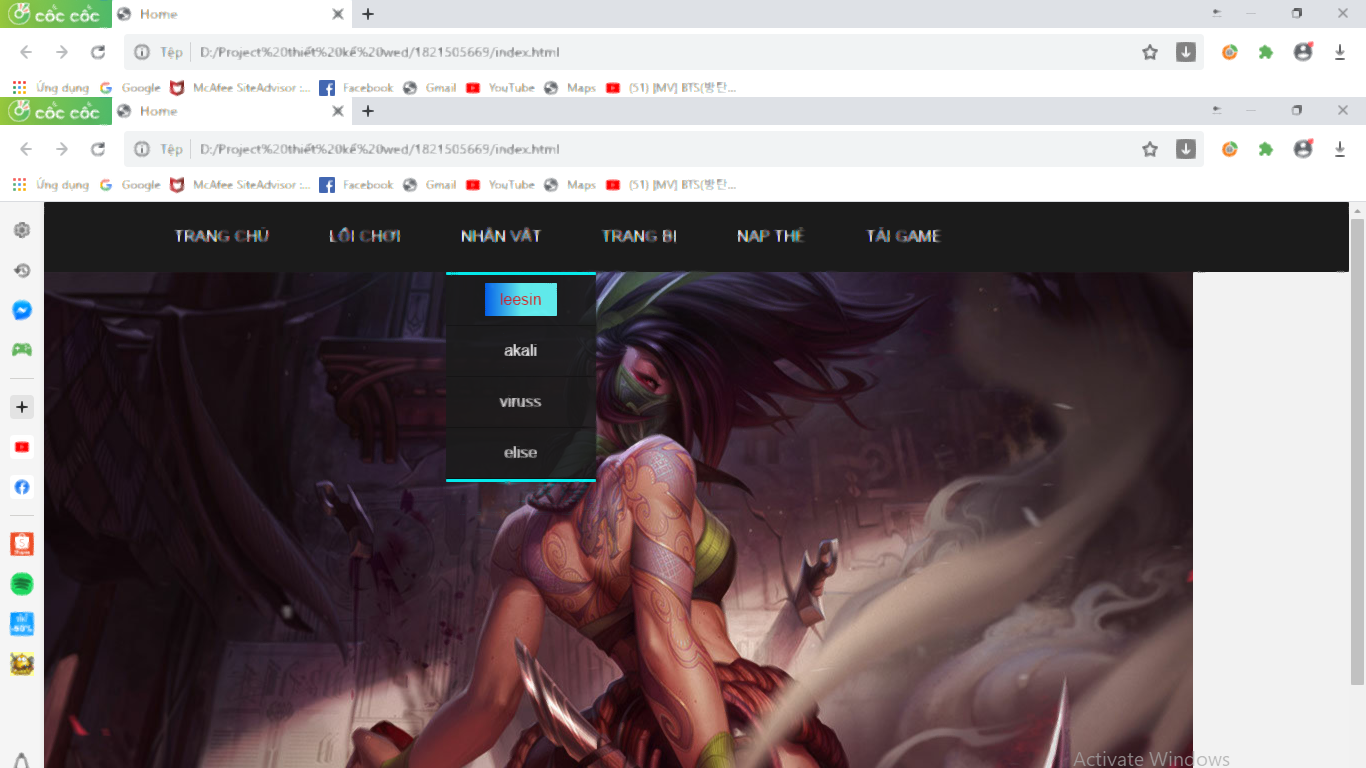 cốc cốc Home
Tệp D:/Project%20thiết%20kế%20wed/1821505669/index.html
Ứng dụng Google McAfee SiteAdvisor :... Facebook Gmail YouTube Maps (51) [MV] BTS(방탄...
cốc cốc Home
Tệp D:/Project%20thiết%20kế%20wed/1821505669/index.html
Ứng dụng Google McAfee SiteAdvisor :... Facebook Gmail YouTube Maps (51) [MV] BTS(방탄...
TRANG CHỦ LỐI CHƠI NHÂN VẬT TRANG BỊ NẠP THẺ TẢI GAME
leesin
akali
viruss
elise
Activate Windows